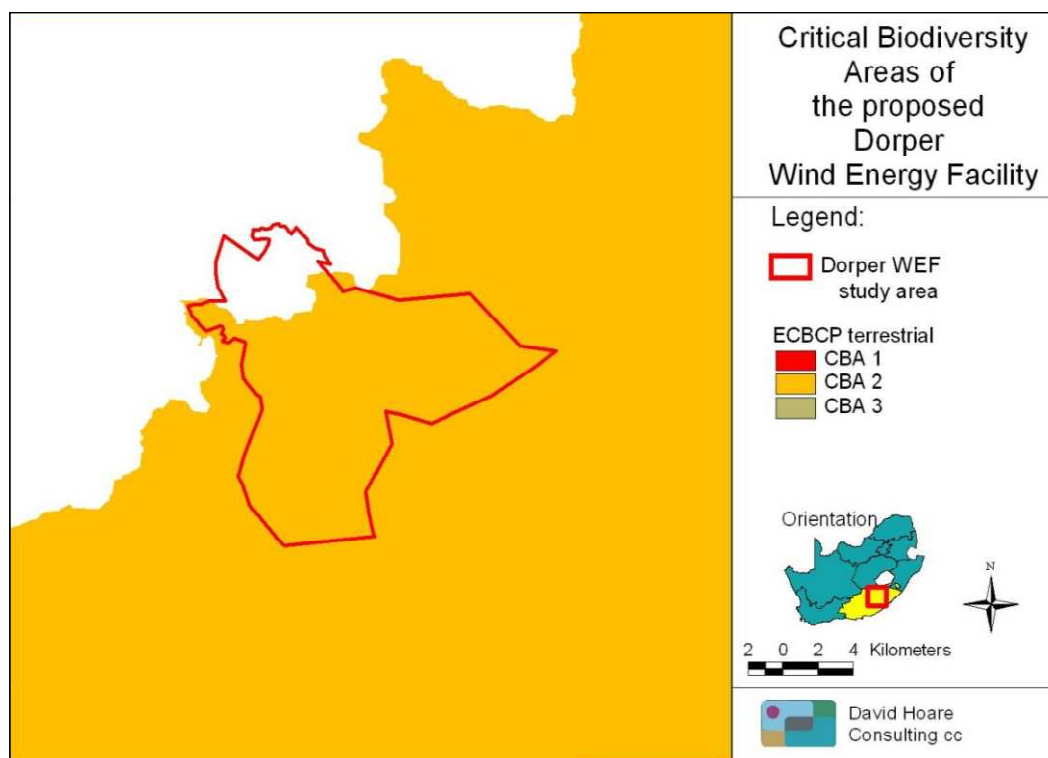 Critical Biodiversity
Areas of
the proposed
Dorper
Wind Energy Facility
Legend:
Dorper WEF
study area
ECBCP terrestrial
CBA 1
CBA 2
CBA 3
Orientation
N
2 0 2 4 Kilometers
David Hoare
Consulting cc